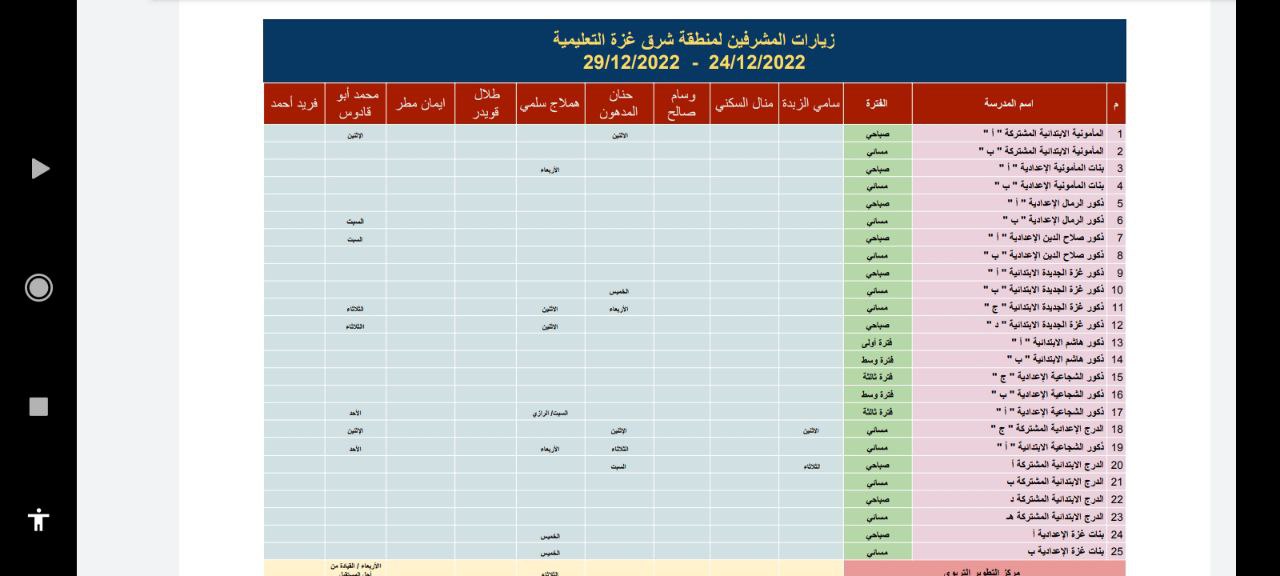 زيارات المشرفين لمنطقة شرق غزة التعليمية
24/12/2022 - 29/12/2022
م اسم المدرسة الفترة سامي الزبدة منال السكني وسام صالح حنان المدهون هملاج سلمي طلال قويدر ايمان مطر محمد أبو قادوس فريد أحمد
1 المأمونية الابتدائية المشتركة " أ " صباحي الاثنين الإثنين
2 المأمونية الابتدائية المشتركة " ب " مسائي
3 بنات المأمونية الإعدادية " أ " صباحي الأربعاء
4 بنات المأمونية الإعدادية " ب " مسائي
5 ذكور الرمال الإعدادية " أ " صباحي
6 ذكور الرمال الإعدادية " ب " مسائي السبت
7 ذكور صلاح الدين الإعدادية " أ " صباحي السبت
8 ذكور صلاح الدين الإعدادية " ب " مسائي
9 ذكور غزة الجديدة الابتدائية " أ " صباحي
10 ذكور غزة الجديدة الابتدائية " ب " مسائي الخميس
11 ذكور غزة الجديدة الابتدائية " ج " مسائي الأربعاء الاثنين الثلاثاء
12 ذكور غزة الجديدة الابتدائية " د " صباحي الاثنين الثلاثاء
13 ذكور هاشم الابتدائية " أ " فترة أولى
14 ذكور هاشم الابتدائية " ب " فترة وسط
15 ذكور الشجاعية الإعدادية " ج " فترة ثالثة
16 ذكور الشجاعية الإعدادية " ب " فترة وسط
17 ذكور الشجاعية الإعدادية " أ " فترة ثالثة السبت/ الرازي الأحد
18 الدرج الإعدادية المشتركة " ج " مسائي الاثنين الإثنين الإثنين
19 ذكور الشجاعية الابتدائية " أ " مسائي الثلاثاء الأربعاء الأحد
20 الدرج الابتدائية المشتركة أ صباحي الثلاثاء السبت
21 الدرج الابتدائية المشتركة ب مسائي
22 الدرج الابتدائية المشتركة د صباحي
23 الدرج الابتدائية المشتركة هـ مسائي
24 بنات غزة الإعدادية أ صباحي الخميس
25 بنات غزة الإعدادية ب مسائي الخميس
مركز التطوير التربوي الثلاثاء الأربعاء / القيادة من أجل المستقبل